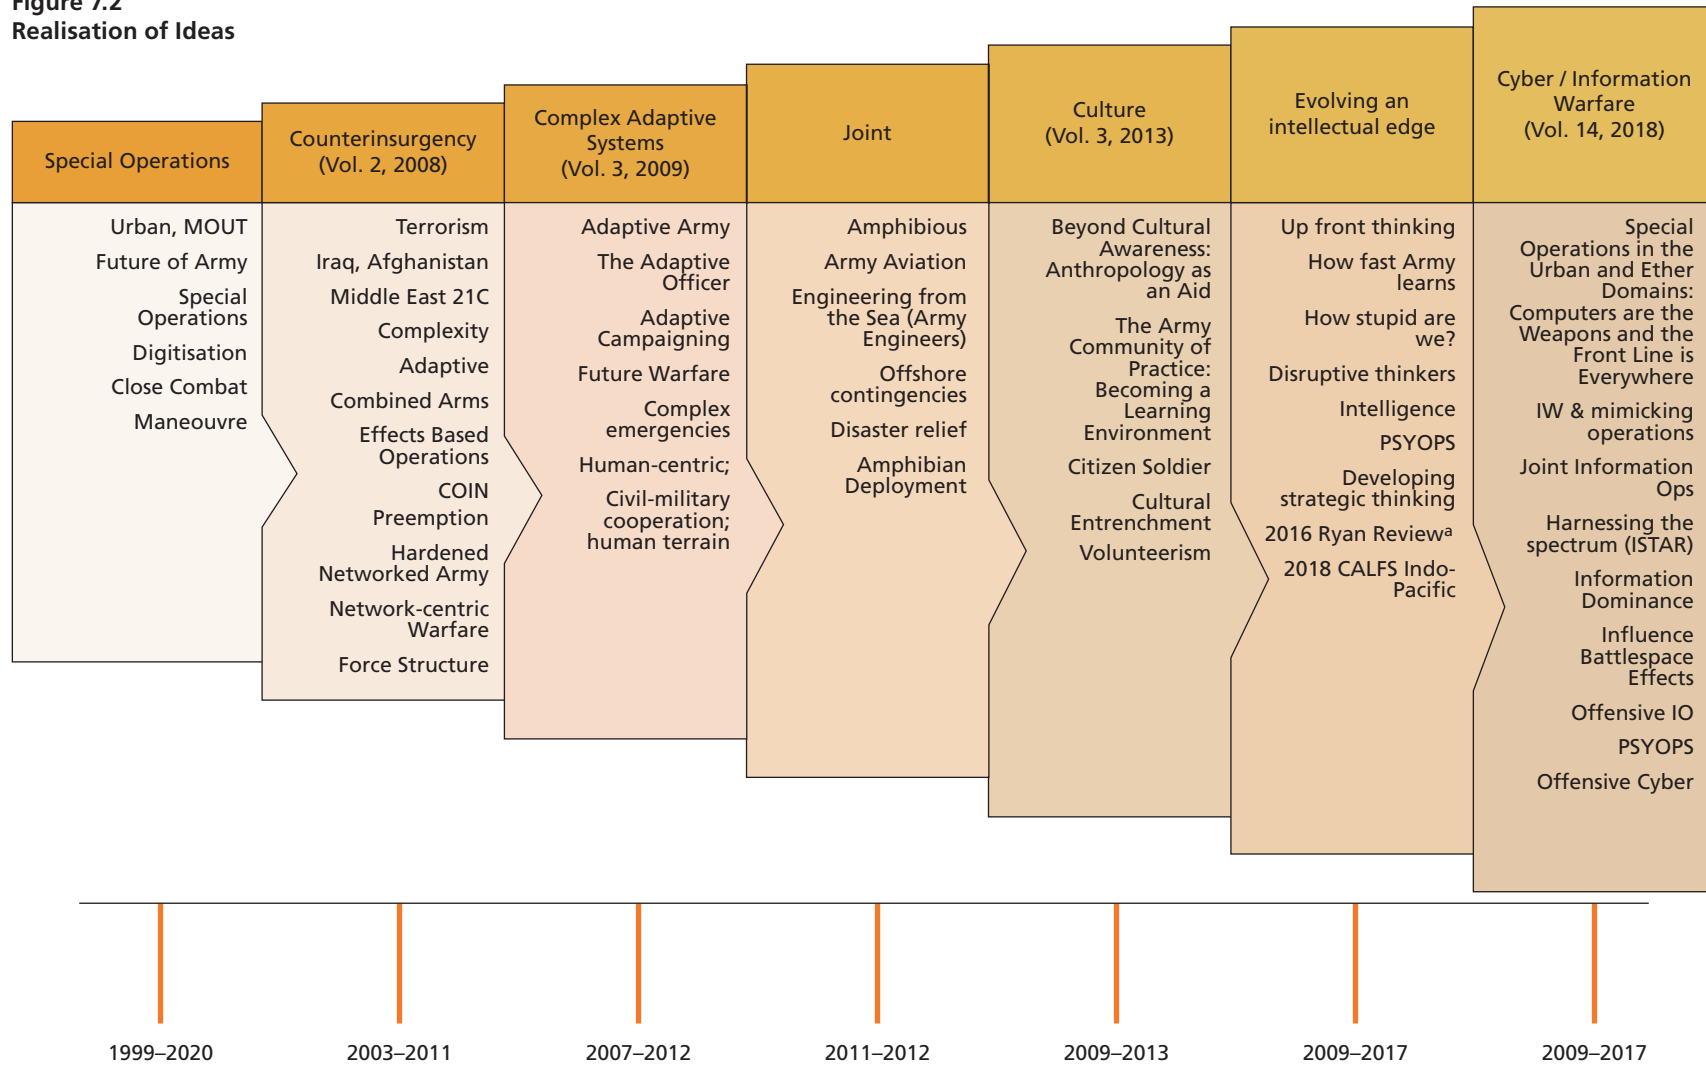 Figure 7.2
Realisation of Ideas
Special Operations
Urban, MOUT
Future of Army
Special
Operations
Digitisation
Close Combat
Maneouvre
Counterinsurgency
(Vol. 2, 2008)
Terrorism
Iraq, Afghanistan
Middle East 21C
Complexity
Adaptive
Combined Arms
Effects Based
Operations
COIN
Preemption
Hardened
Networked Army
Network-centric
Warfare
Force Structure
Complex Adaptive
Systems
(Vol. 3, 2009)
Adaptive Army
The Adaptive
Officer
Adaptive
Campaigning
Future Warfare
Complex
emergencies
Human-centric;
Civil-military
cooperation;
human terrain
Joint
Amphibious
Army Aviation
Engineering from
the Sea (Army
Engineers)
Offshore
contingencies
Disaster relief
Amphibian
Deployment
Culture
(Vol. 3, 2013)
Beyond Cultural
Awareness:
Anthropology as
an Aid
The Army
Community of
Practice:
Becoming a
Learning
Environment
Citizen Soldier
Cultural
Entrenchment
Volunteerism
Evolving an
intellectual edge
Up front thinking
How fast Army
learns
How stupid are
we?
Disruptive thinkers
Intelligence
PSYOPS
Developing
strategic thinking
2016 Ryan Reviewᵃ
2018 CALFS Indo-
Pacific
Cyber / Information
Warfare
(Vol. 14, 2018)
Special
Operations in the
Urban and Ether
Domains:
Computers are the
Weapons and the
Front Line is
Everywhere
IW & mimicking
operations
Joint Information
Ops
Harnessing the
spectrum (ISTAR)
Information
Dominance
Influence
Battlespace
Effects
Offensive IO
PSYOPS
Offensive Cyber
1999–2020
2003–2011
2007–2012
2011–2012
2009–2013
2009–2017
2009–2017